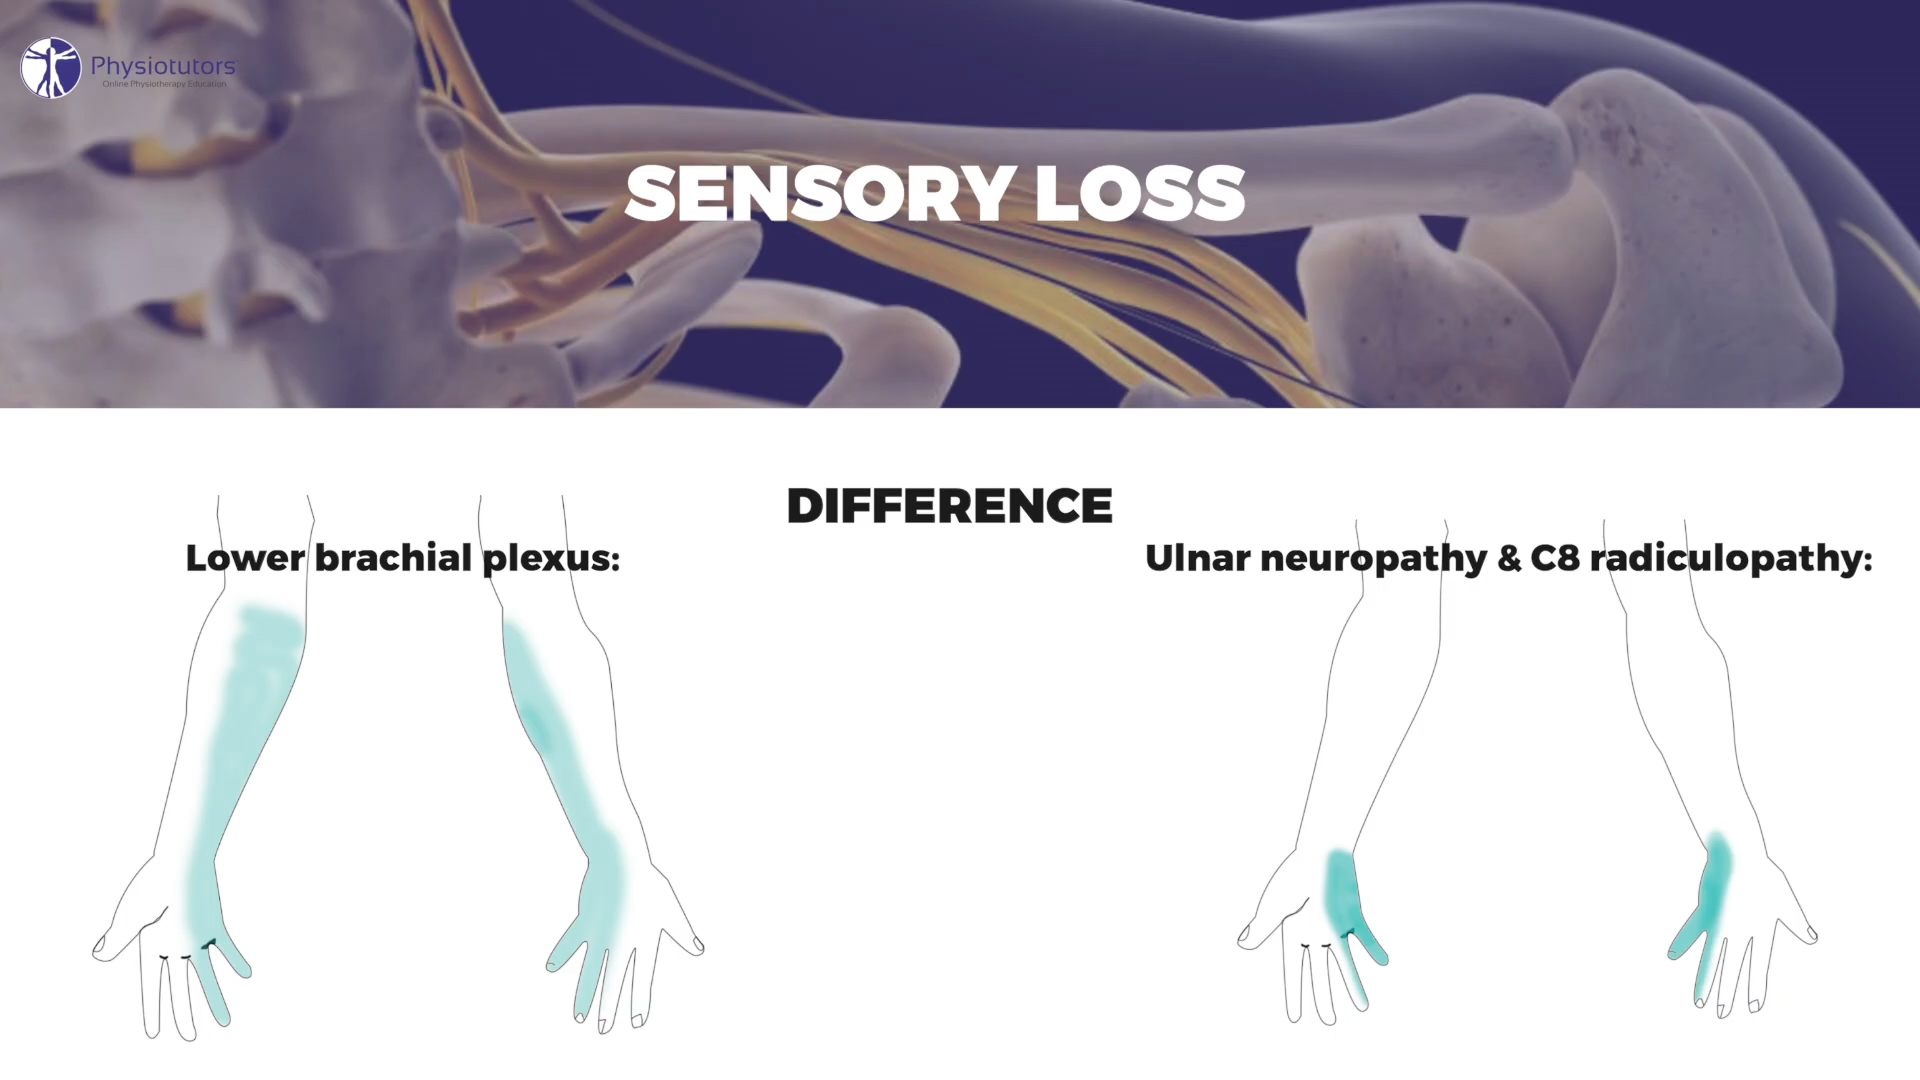 Physiotutors
Online Physiotherapy Education
SENSORY LOSS
DIFFERENCE
Lower brachial plexus:
Ulnar neuropathy & C8 radiculopathy: